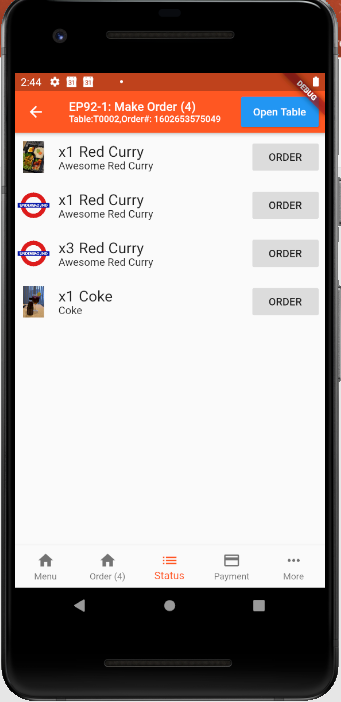 2:44
31
31
DEBUG
EP92-1: Make Order (4)
Table:T0002,Order#: 1602653575049
Open Table
x1 Red Curry
Awesome Red Curry
ORDER
UNDERGROUND
x1 Red Curry
Awesome Red Curry
ORDER
UNDERGROUND
x3 Red Curry
Awesome Red Curry
ORDER
x1 Coke
Coke
ORDER
Menu
Order (4)
Status
Payment
More